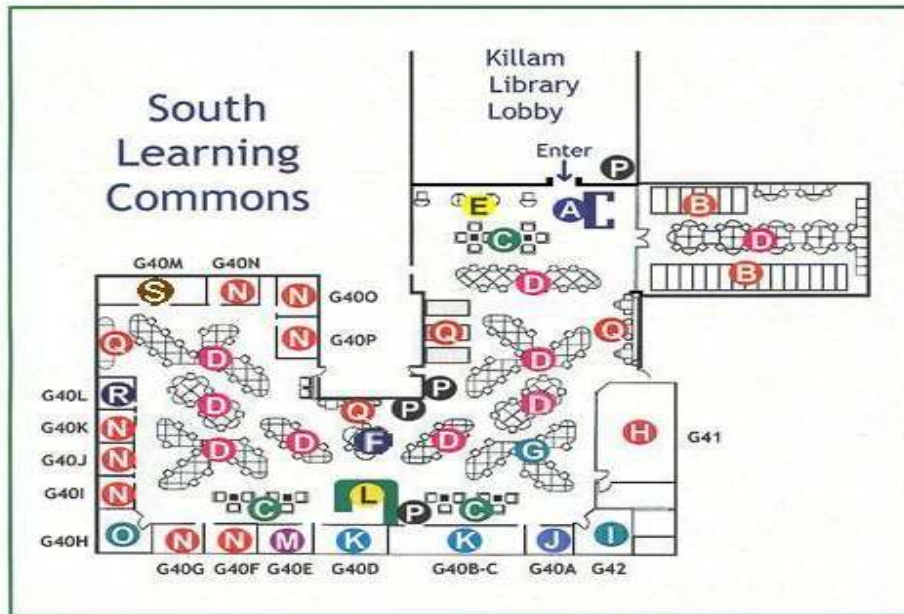 Killam
Library
Lobby
South
Learning
Commons
Enter
P
E
A
B
C
D
D
B
G40M
G40N
S
N
N
G40O
Q
N
G40P
Q
D
D
Q
G40L
R
D
Q
P
P
D
G40K
N
D
D
F
D
G
H
G41
G40J
N
G40I
N
C
L
P
C
G40H
O
N
N
M
K
K
J
I
G40G
G40F
G40E
G40D
G40B-C
G40A
G42